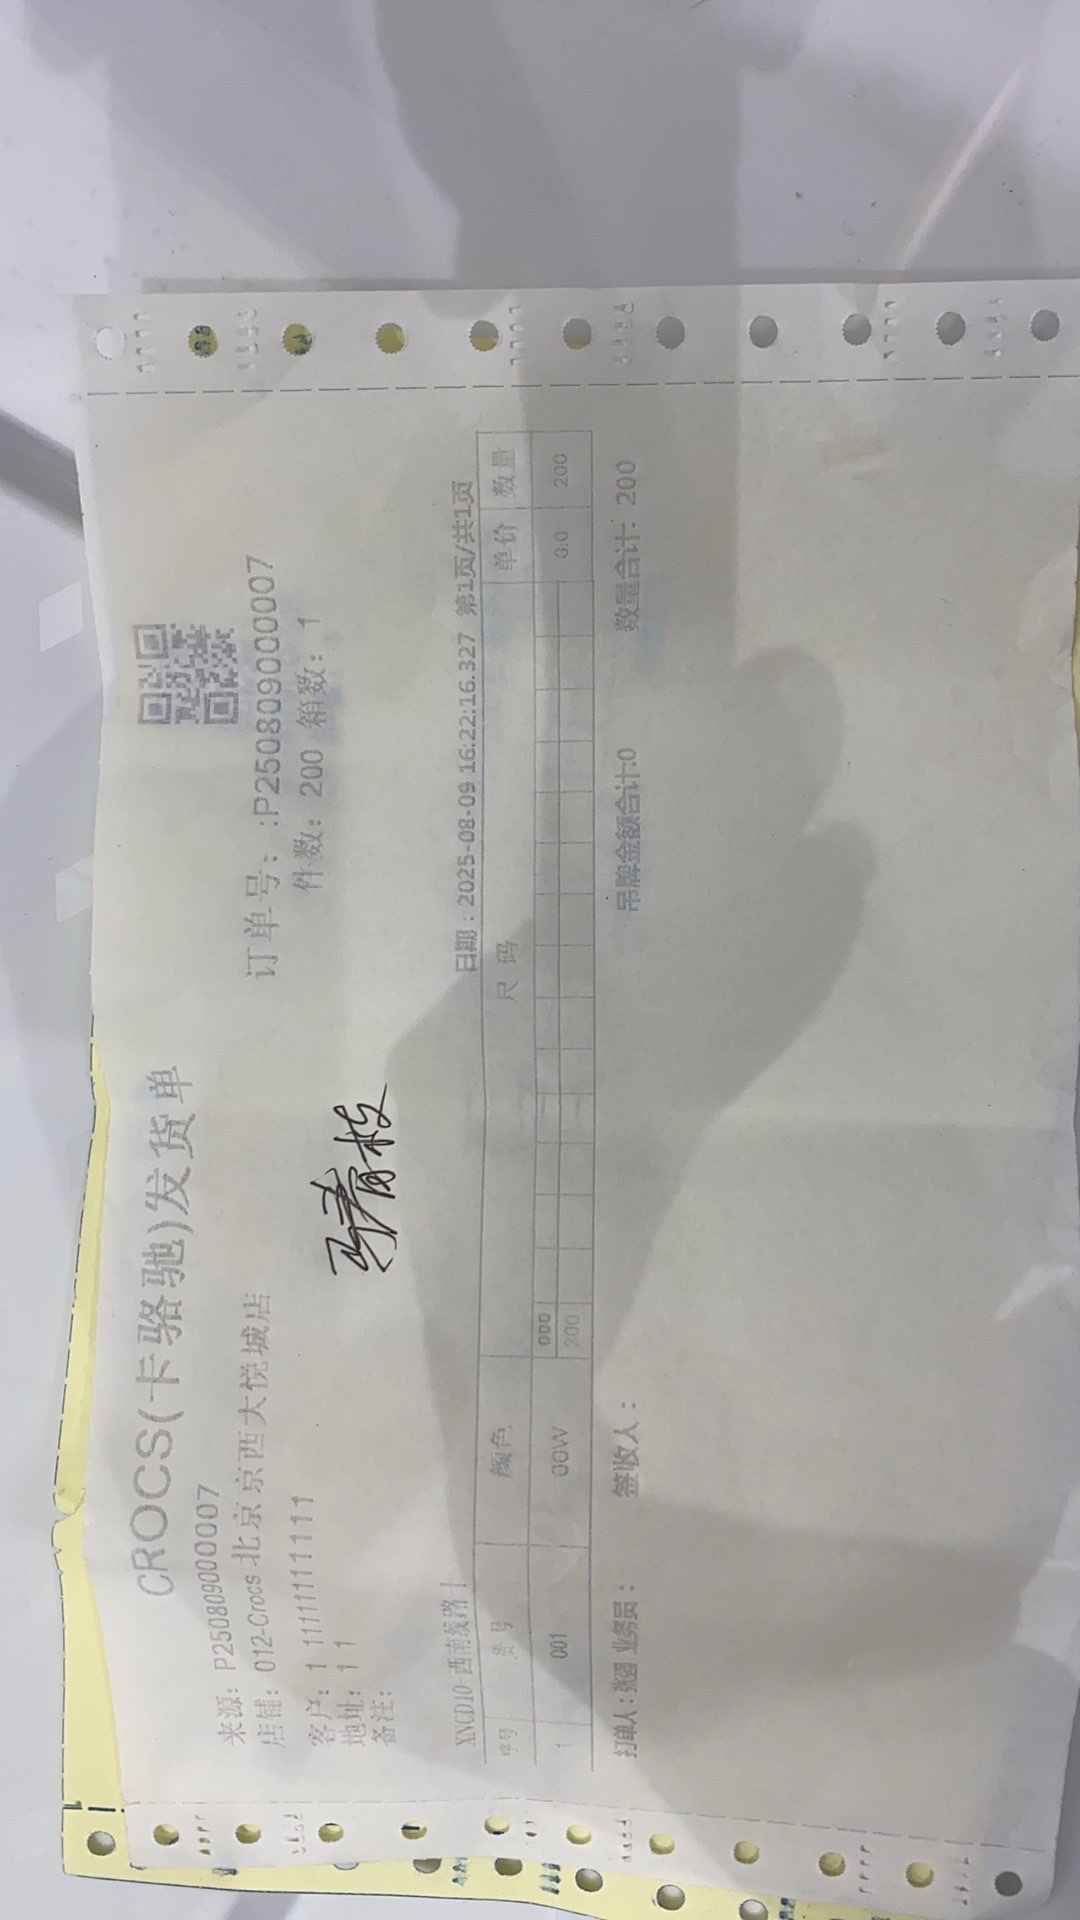 CROCS(卡骆驰)发货单
来源: P250809000007
店铺: 012-Crocs 北京京西大悦城店
订单号: :P250809000007
件数: 200 箱数: 1
客户: 1 11111111111
地址: 1 1
备注:
XNCD10-西南线路 日期: 2025-08-09 16:22:16.327 第1页/共1页
序号 货号 颜色 尺 码 单价 数量
000
1 001 00W 200 0.0 200
吊牌金额合计:0 数量合计: 200
打单人: 业务员: 签收人: